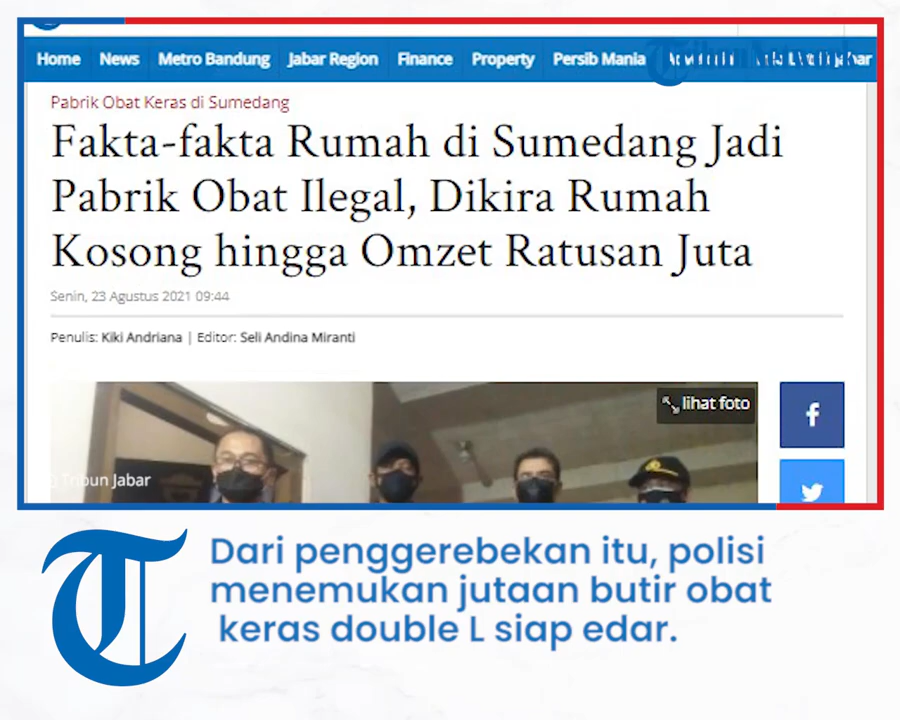 Home News Metro Bandung Jabar Region Finance Property Persib Mania
Pabrik Obat Keras di Sumedang
Fakta-fakta Rumah di Sumedang Jadi
Pabrik Obat Ilegal, Dikira Rumah
Kosong hingga Omzet Ratusan Juta
Senin, 23 Agustus 2021 09:44
Penulis: Kiki Andriana | Editor: Seli Andina Miranti
lihat foto
Tribun Jabar
Dari penggerebekan itu, polisi
menemukan jutaan butir obat
keras double L siap edar.